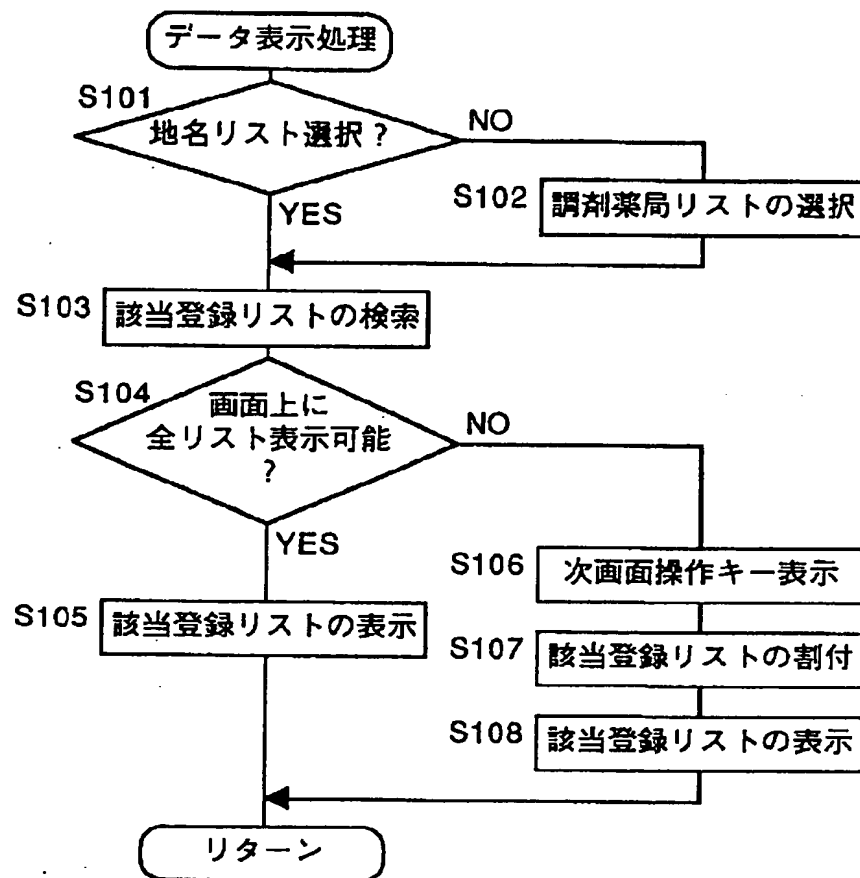 データ表示処理
S101
地名リスト選択？
NO
S102
調剤薬局リストの選択
YES
S103
該当登録リストの検索
S104
画面上に
全リスト表示可能
？
NO
YES
S106
次画面操作キー表示
S105
該当登録リストの表示
S107
該当登録リストの割付
S108
該当登録リストの表示
リターン